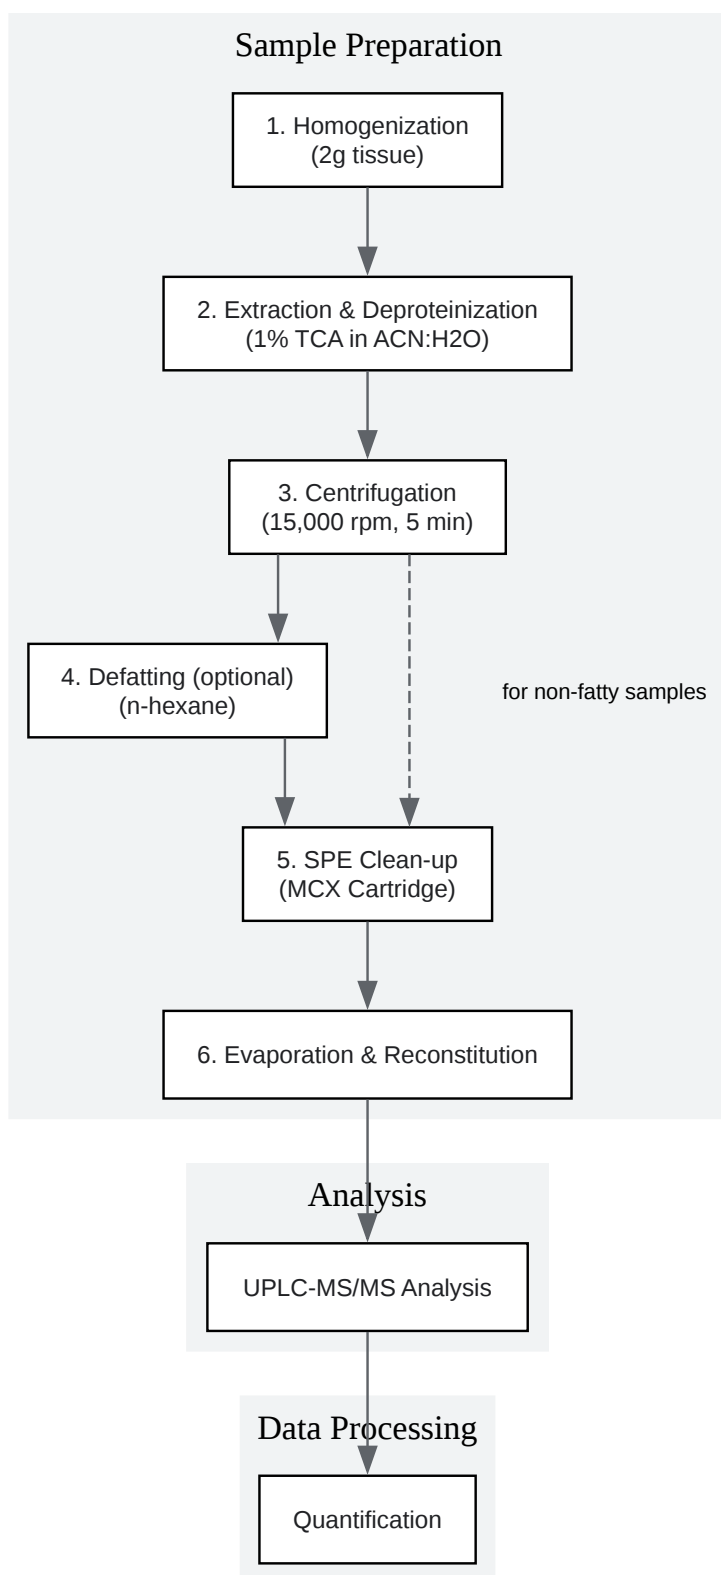 Sample Preparation
1. Homogenization
(2g tissue)
2. Extraction & Deproteinization
(1% TCA in ACN:H2O)
3. Centrifugation
(15,000 rpm, 5 min)
4. Defatting (optional)
(n-hexane)
for non-fatty samples
5. SPE Clean-up
(MCX Cartridge)
6. Evaporation & Reconstitution
Analysis
UPLC-MS/MS Analysis
Data Processing
Quantification